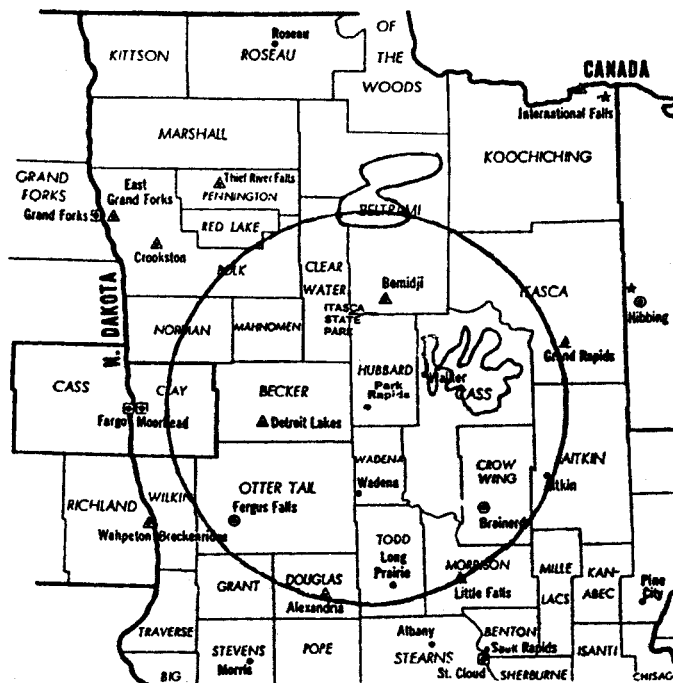 OF
THE
WOODS
Roseau
KITTSON
ROSEAU
CANADA
International Falls
MARSHALL
KOOCHICHING
GRAND
FORKS
East
Grand Forks
Thief River Falls
PENNINGTON
Grand Forks
RED LAKE
BELTRAMI
Crookston
POLK
CLEAR
WATER
Bemidji
ITASCA
ITASCA
STATE
PARK
Hibbing
N. DAKOTA
NORMAN
MAHNOMEN
Grand Rapids
CASS
CLAY
BECKER
HUBBARD
Park
Rapids
Walker
CASS
Fargo
Moorhead
Detroit Lakes
WADENA
Wadena
CROW
WING
AITKIN
Aitkin
RICHLAND
WILKIN
OTTER TAIL
Fergus Falls
Brainerd
Wahpeton
Breckenridge
TODD
Long
Prairie
MORRISON
Little Falls
MILLE
LACS
KAN-
ABEC
Pine
City
GRANT
DOUGLAS
Alexandria
TRAVERSE
STEVENS
Morris
POPE
Albany
STEARNS
BENTON
Sauk Rapids
St. Cloud
ISANTI
BIG
SHERBURNE
CHISAG